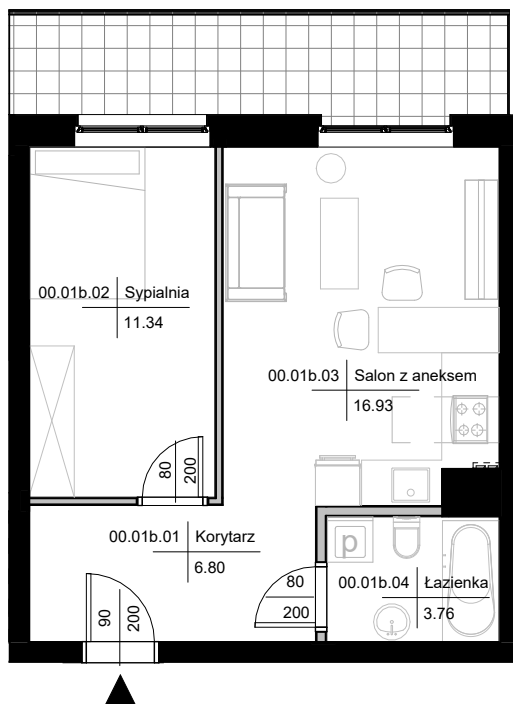 00.01b.02 Sypialnia
11.34
00.01b.03 Salon z aneksem
16.93
80
200
00.01b.01 Korytarz
6.80
p
80
200
00.01b.04 Łazienka
3.76
90
200